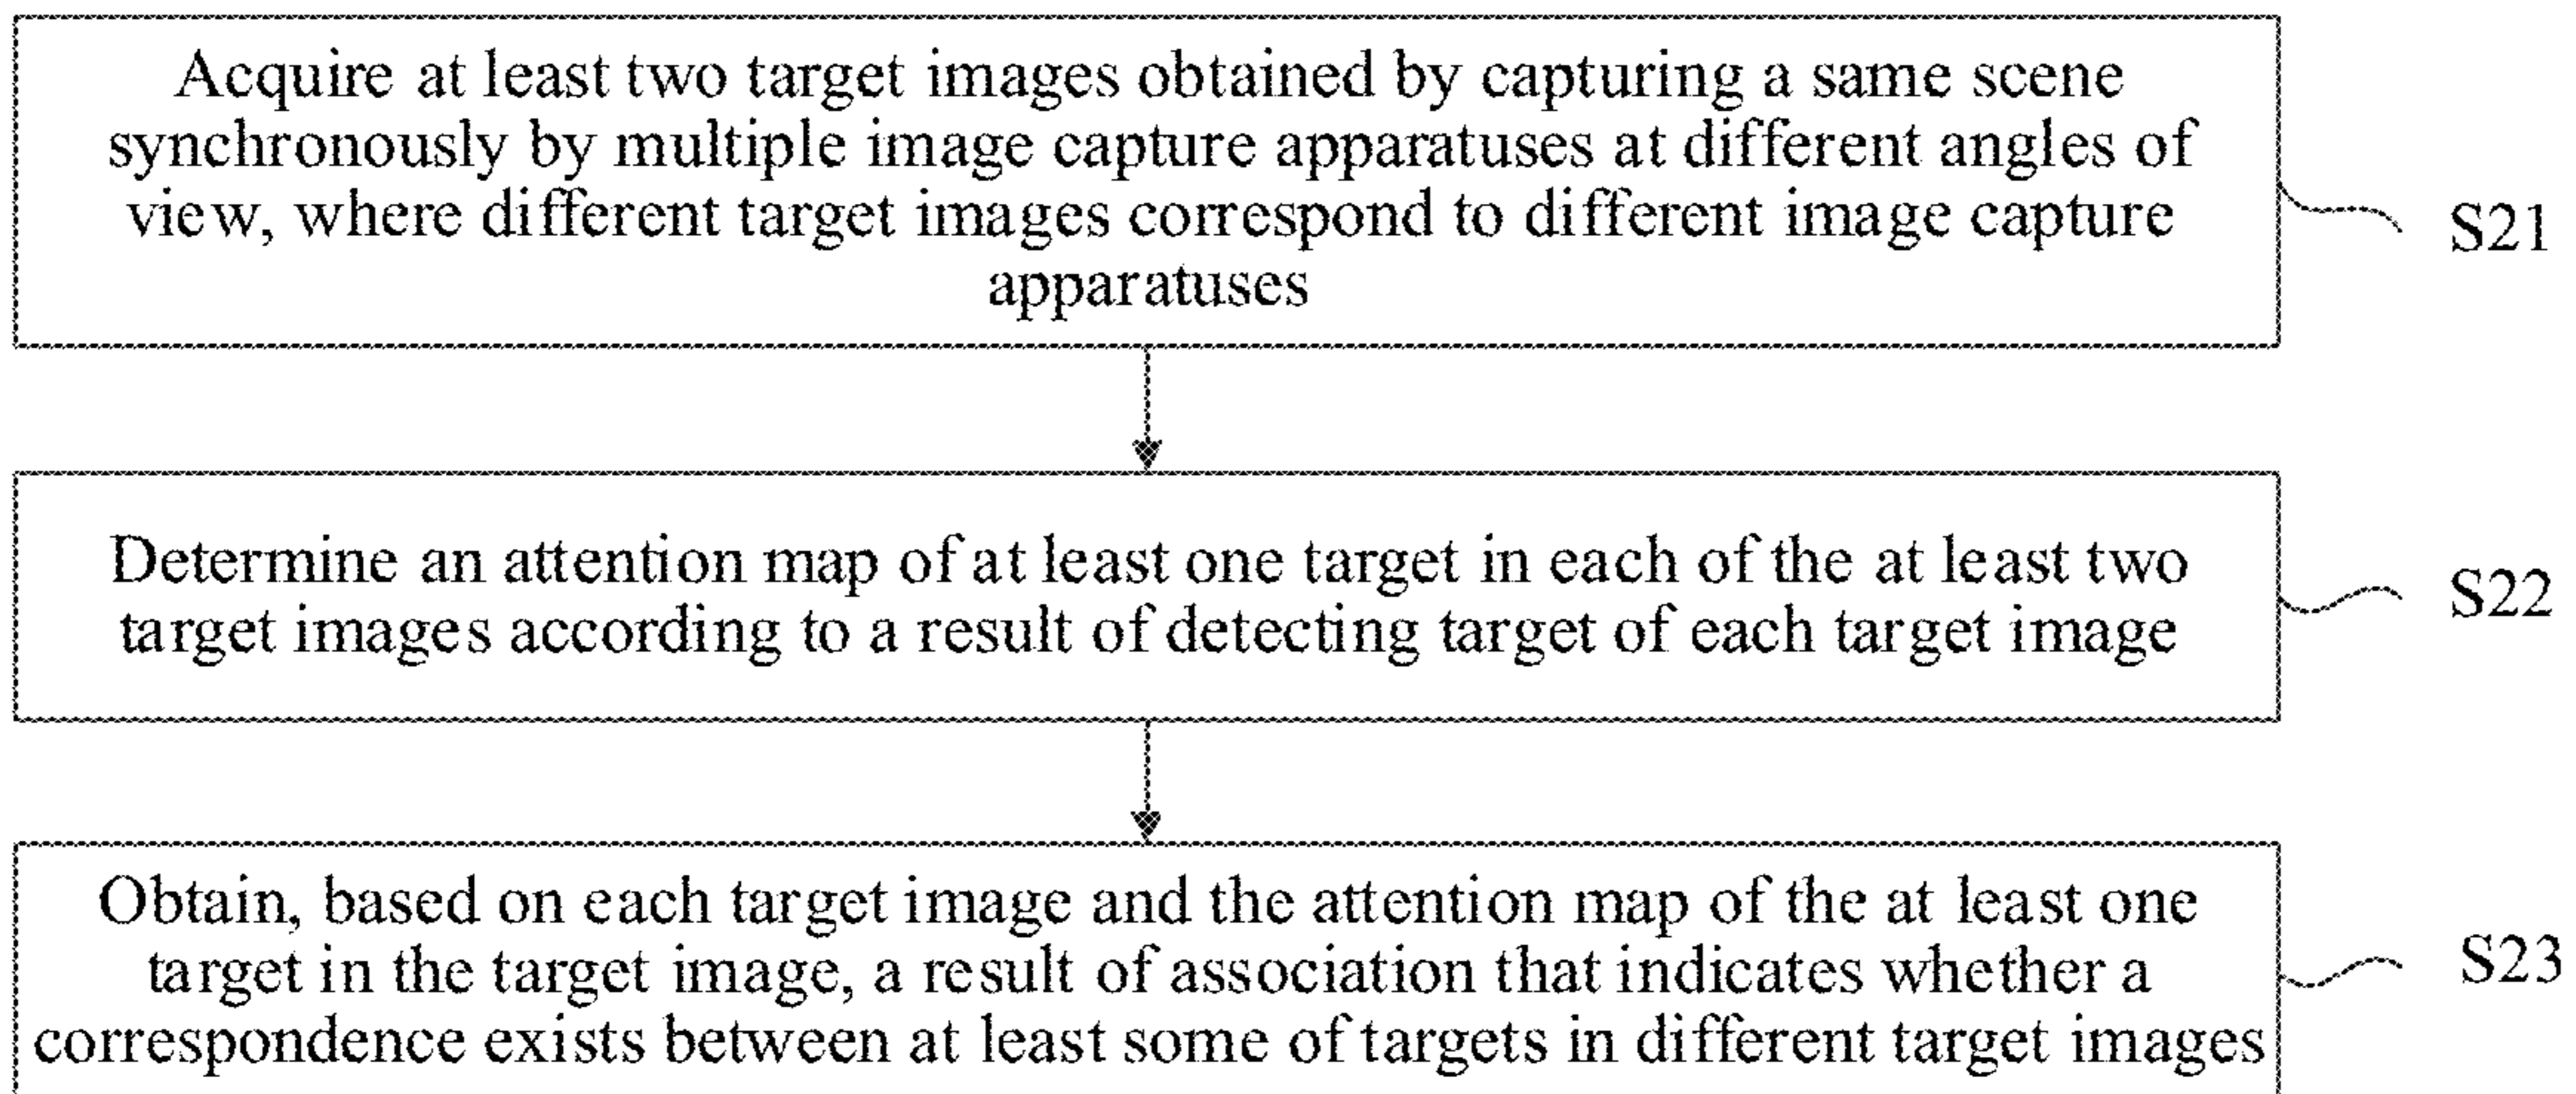 Acquire at least two target images obtained by capturing a same scene
synchronously by multiple image capture apparatuses at different angles of
view, where different target images correspond to different image capture
apparatuses
S21
Determine an attention map of at least one target in each of the at least two
target images according to a result of detecting target of each target image
S22
Obtain, based on each target image and the attention map of the at least one
target in the target image, a result of association that indicates whether a
correspondence exists between at least some of targets in different target images
S23